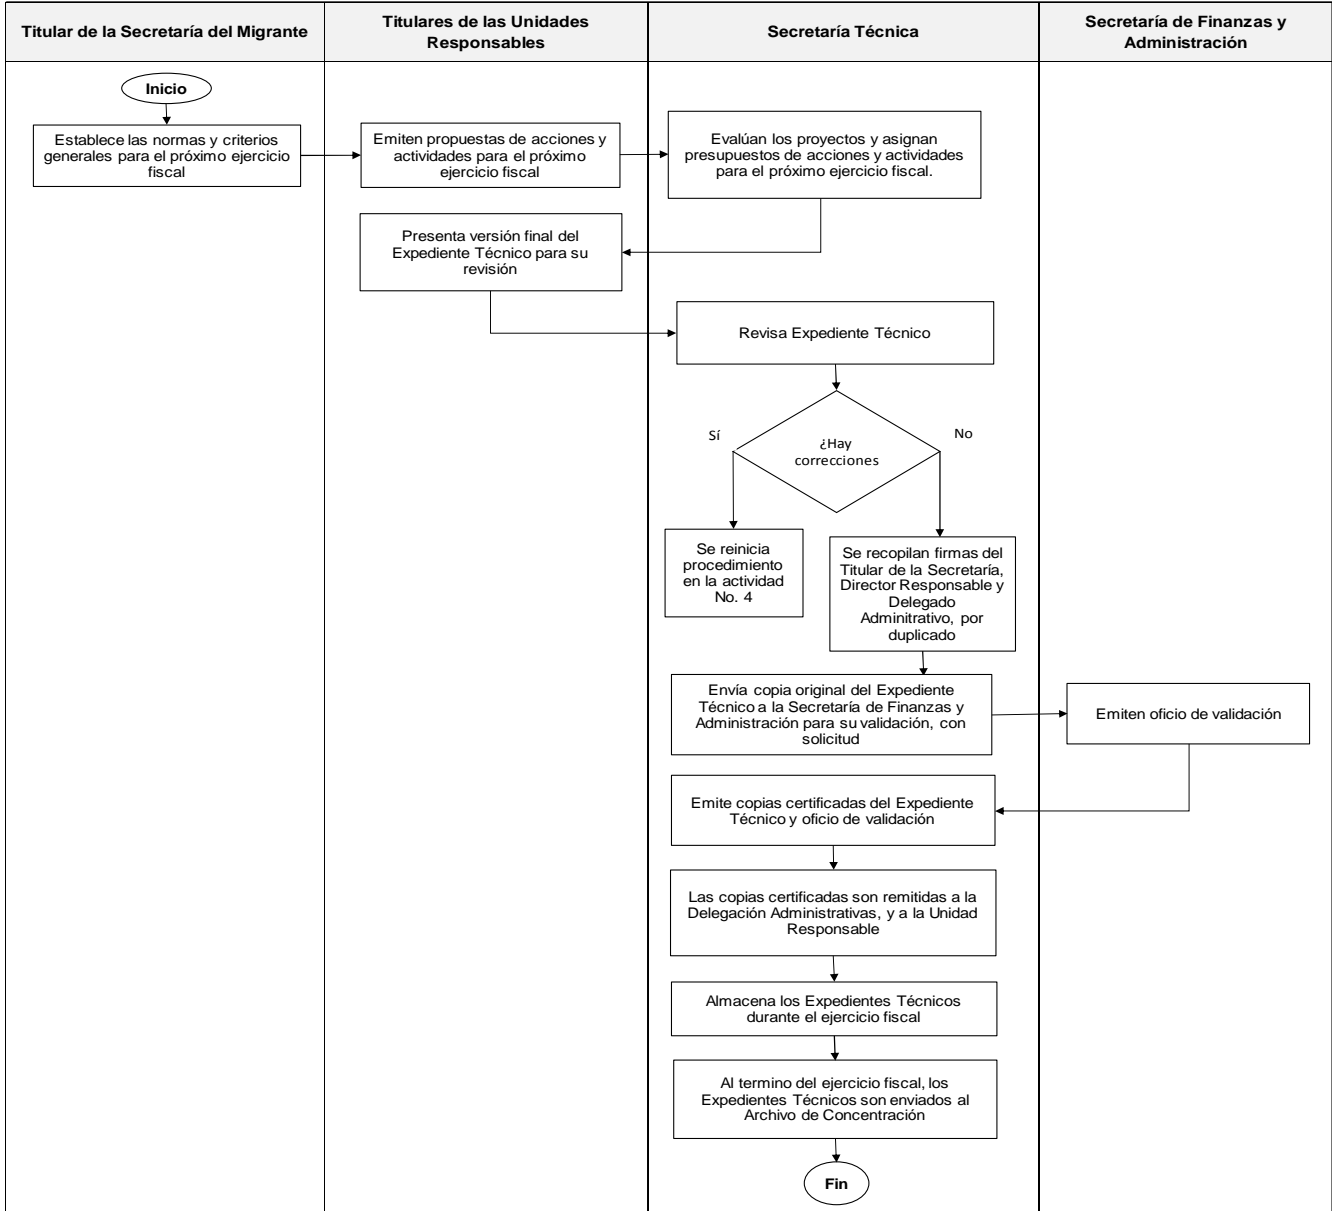 Titular de la Secretaría del Migrante
Titulares de las Unidades
Responsables
Secretaría Técnica
Secretaría de Finanzas y
Administración
Inicio
Establece las normas y criterios
generales para el próximo ejercicio
fiscal
Emiten propuestas de acciones y
actividades para el próximo
ejercicio fiscal
Evalúan los proyectos y asignan
presupuestos de acciones y actividades
para el próximo ejercicio fiscal.
Presenta versión final del
Expediente Técnico para su
revisión
Revisa Expediente Técnico
¿Hay
correcciones
Sí
No
Se reinicia
procedimiento
en la actividad
No. 4
Se recopilan firmas del
Titular de la Secretaría,
Director Responsable y
Delegado
Adminitrativo, por
duplicado
Envía copia original del Expediente
Técnico a la Secretaría de Finanzas y
Administración para su validación, con
solicitud
Emiten oficio de validación
Emite copias certificadas del Expediente
Técnico y oficio de validación
Las copias certificadas son remitidas a la
Delegación Administrativas, y a la Unidad
Responsable
Almacena los Expedientes Técnicos
durante el ejercicio fiscal
Al termino del ejercicio fiscal, los
Expedientes Técnicos son enviados al
Archivo de Concentración
Fin